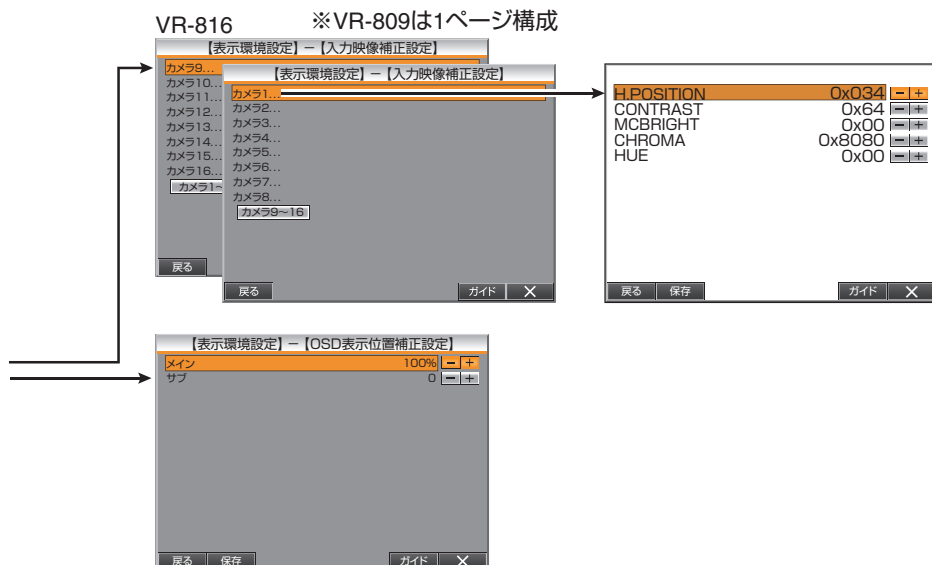 VR-816 ※VR-809は1ページ構成
【表示環境設定】－【入力映像補正設定】
カメラ9...
カメラ10...
カメラ11...
カメラ12...
カメラ13...
カメラ14...
カメラ15...
カメラ16...
カメラ1～
戻る
【表示環境設定】－【入力映像補正設定】
カメラ1...
カメラ2...
カメラ3...
カメラ4...
カメラ5...
カメラ6...
カメラ7...
カメラ8...
カメラ9～16
戻る ガイド ×
H.POSITION 0x034 － ＋
CONTRAST 0x64 － ＋
MCBRIGHT 0x00 － ＋
CHROMA 0x8080 － ＋
HUE 0x00 － ＋
戻る 保存 ガイド ×
【表示環境設定】－【OSD表示位置補正設定】
メイン 100% － ＋
サブ 0 － ＋
戻る 保存 ガイド ×